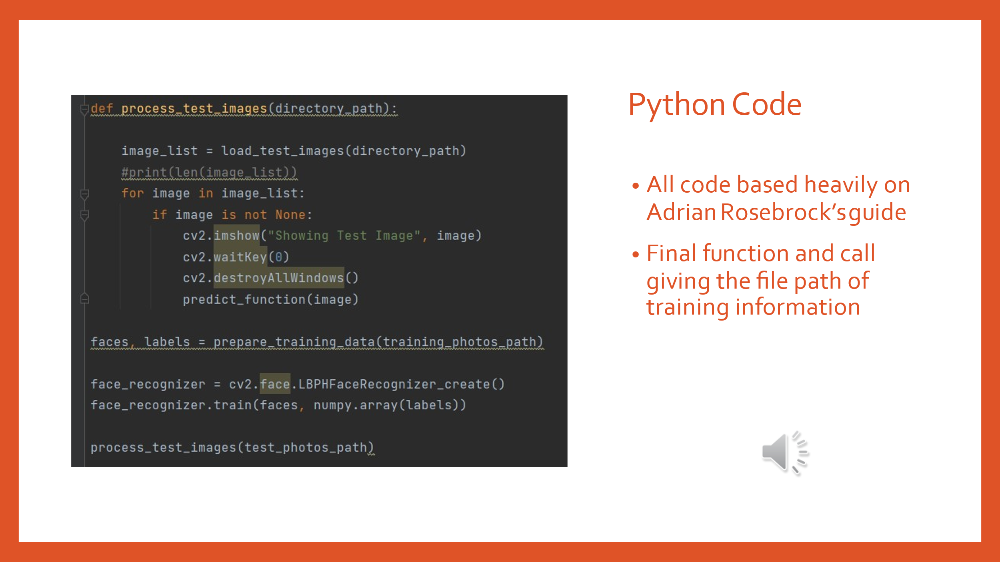 def process_test_images(directory_path):
image_list = load_test_images(directory_path)
#print(len(image_list))
for image in image_list:
if image is not None:
cv2.imshow("Showing Test Image", image)
cv2.waitKey(0)
cv2.destroyAllWindows()
predict_function(image)
faces, labels = prepare_training_data(training_photos_path)
face_recognizer = cv2.face.LBPHFaceRecognizer_create()
face_recognizer.train(faces, numpy.array(labels))
process_test_images(test_photos_path)
Python Code
• All code based heavily on
Adrian Rosebrock’s guide
• Final function and call
giving the file path of
training information